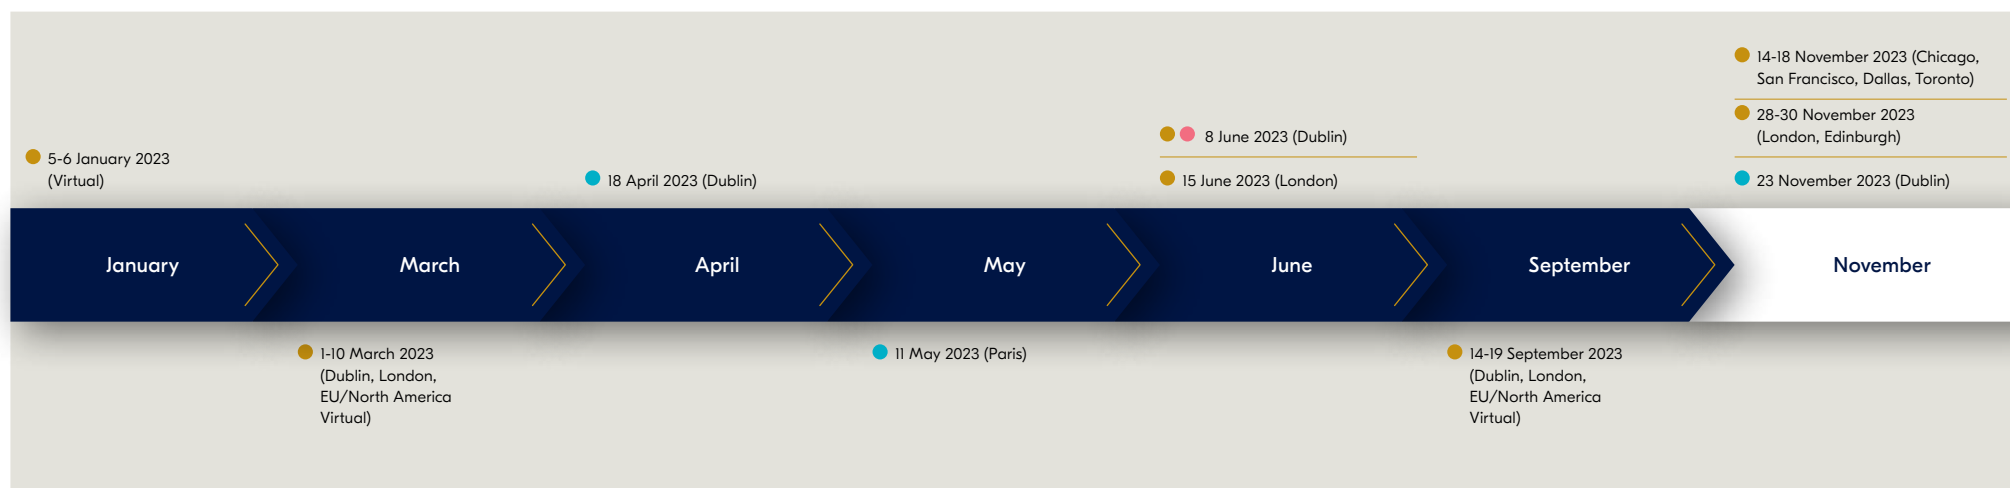 14-18 November 2023 (Chicago,
San Francisco, Dallas, Toronto)
28-30 November 2023
(London, Edinburgh)
8 June 2023 (Dublin)
5-6 January 2023
(Virtual)
18 April 2023 (Dublin)
15 June 2023 (London)
23 November 2023 (Dublin)
January
March
April
May
June
September
November
1-10 March 2023
(Dublin, London,
EU/North America
Virtual)
11 May 2023 (Paris)
14-19 September 2023
(Dublin, London,
EU/North America
Virtual)